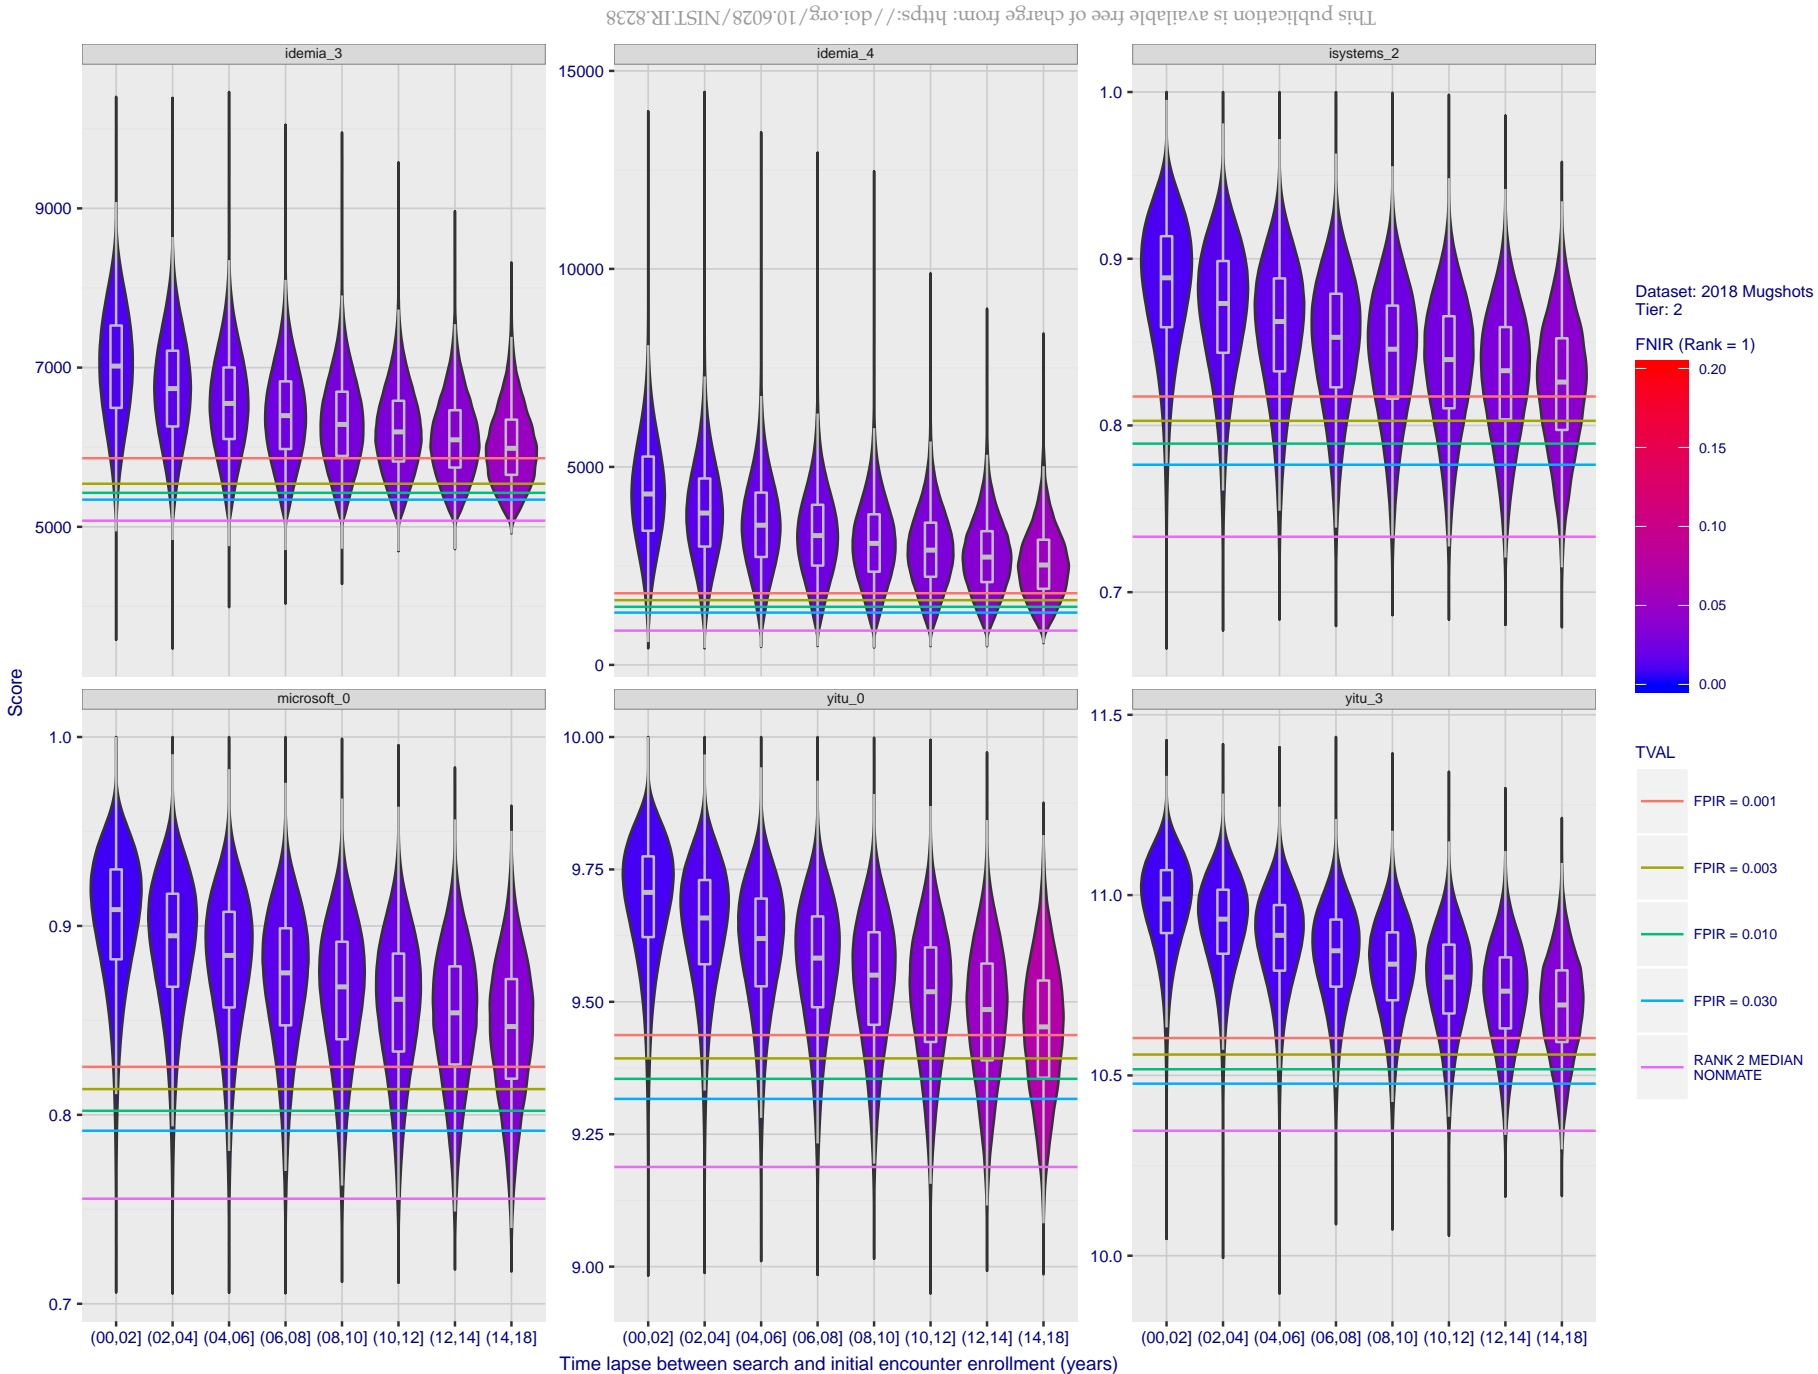 This publication is available free of charge from: https://doi.org/10.6028/NIST.IR.8238
idemia_3
idemia_4
isystems_2
9000
7000
5000
15000
10000
5000
0
1.0
0.9
0.8
0.7
microsoft_0
yitu_0
yitu_3
1.0
0.9
0.8
0.7
10.00
9.75
9.50
9.25
9.00
11.5
11.0
10.5
10.0
Score
(00,02] (02,04] (04,06] (06,08] (08,10] (10,12] (12,14] (14,18]
(00,02] (02,04] (04,06] (06,08] (08,10] (10,12] (12,14] (14,18]
(00,02] (02,04] (04,06] (06,08] (08,10] (10,12] (12,14] (14,18]
Time lapse between search and initial encounter enrollment (years)
Dataset: 2018 Mugshots
Tier: 2
FNIR (Rank = 1)
0.20
0.15
0.10
0.05
0.00
TVAL
FPIR = 0.001
FPIR = 0.003
FPIR = 0.010
FPIR = 0.030
RANK 2 MEDIAN
NONMATE